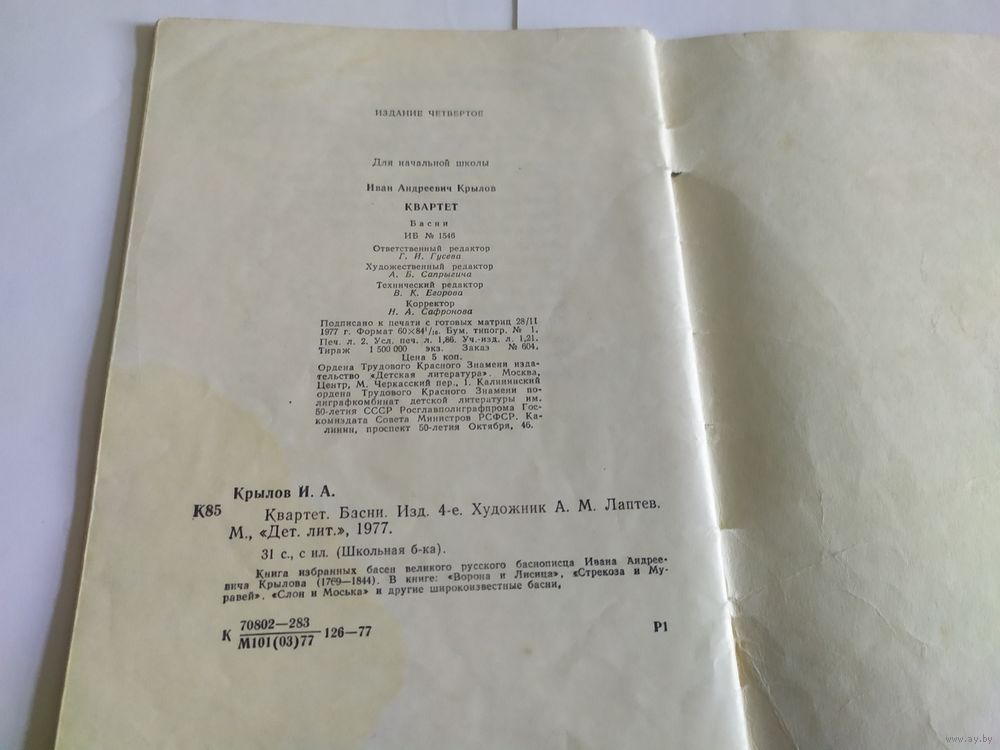 ИЗДАНИЕ ЧЕТВЕРТОЕ
Для начальной школы
Иван Андреевич Крылов
КВАРТЕТ
Басни
ИБ № 1546
Ответственный редактор
Г. И. Гусева
Художественный редактор
А. Б. Сапрыгина
Технический редактор
В. К. Егорова
Корректор
Н. А. Сафронова
Подписано к печати с готовых матриц 28/II
1977 г. Формат 60×84¹/₁₆. Бум. типогр. № 1.
Печ. л. 2. Усл. печ. л. 1,86. Уч.-изд. л. 1,21.
Тираж 1 500 000 экз. Заказ № 604.
Цена 5 коп.
Ордена Трудового Красного Знамени изда-
тельство «Детская литература». Москва,
Центр, М. Черкасский пер., 1. Калининский
ордена Трудового Красного Знамени по-
лиграфкомбинат детской литературы им.
50-летия СССР Росглавполиграфпрома Гос-
комиздата Совета Министров РСФСР. Ка-
линин, проспект 50-летия Октября, 46.
Крылов И. А.
К85 Квартет. Басни. Изд. 4-е. Художник А. М. Лаптев.
М., «Дет. лит.», 1977.
31 с., с ил. (Школьная б-ка).
Книга избранных басен великого русского баснописца Ивана Андрее-
вича Крылова (1769—1844). В книге: «Ворона и Лисица», «Стрекоза и Му-
равей», «Слон и Моська» и другие широкоизвестные басни.
К 70802—283
М101(03)77 126—77 Р1
www.ay.by